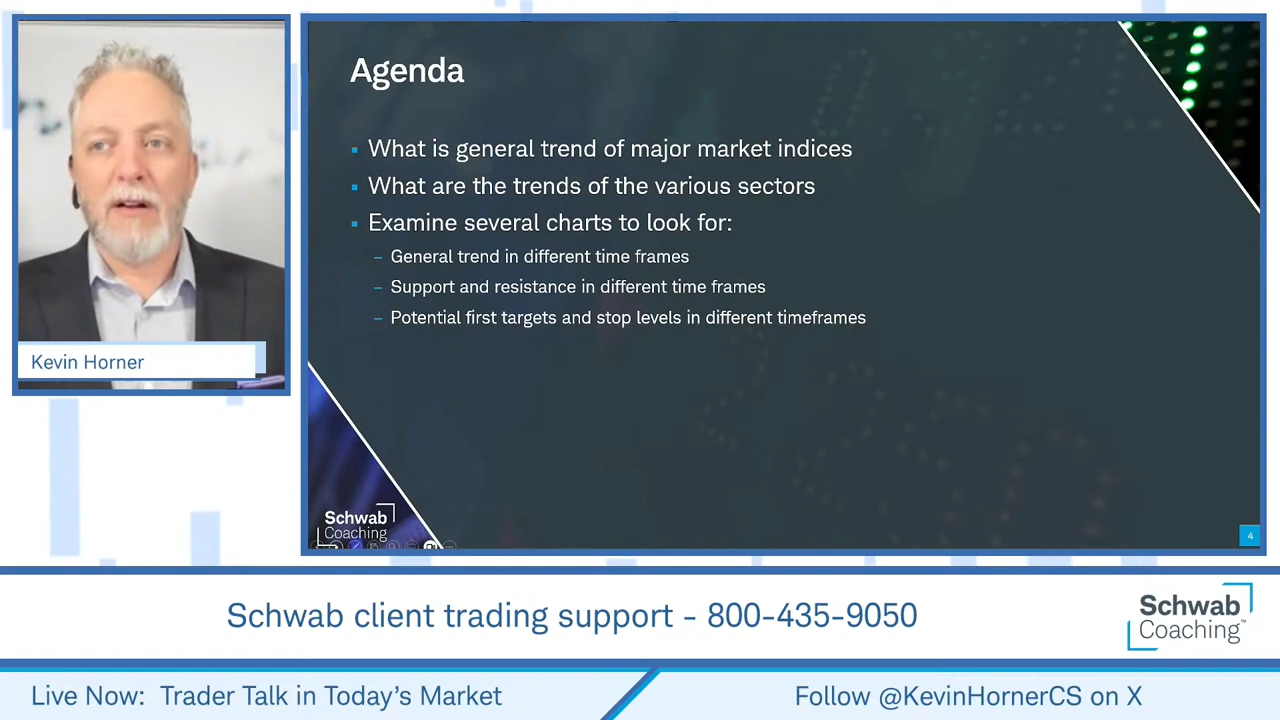 Agenda
What is general trend of major market indices
What are the trends of the various sectors
Examine several charts to look for:
– General trend in different time frames
– Support and resistance in different time frames
– Potential first targets and stop levels in different timeframes
Kevin Horner
Schwab
Coaching
4
Schwab client trading support - 800-435-9050
Schwab
Coaching™
Live Now: Trader Talk in Today's Market
Follow @KevinHornerCS on X